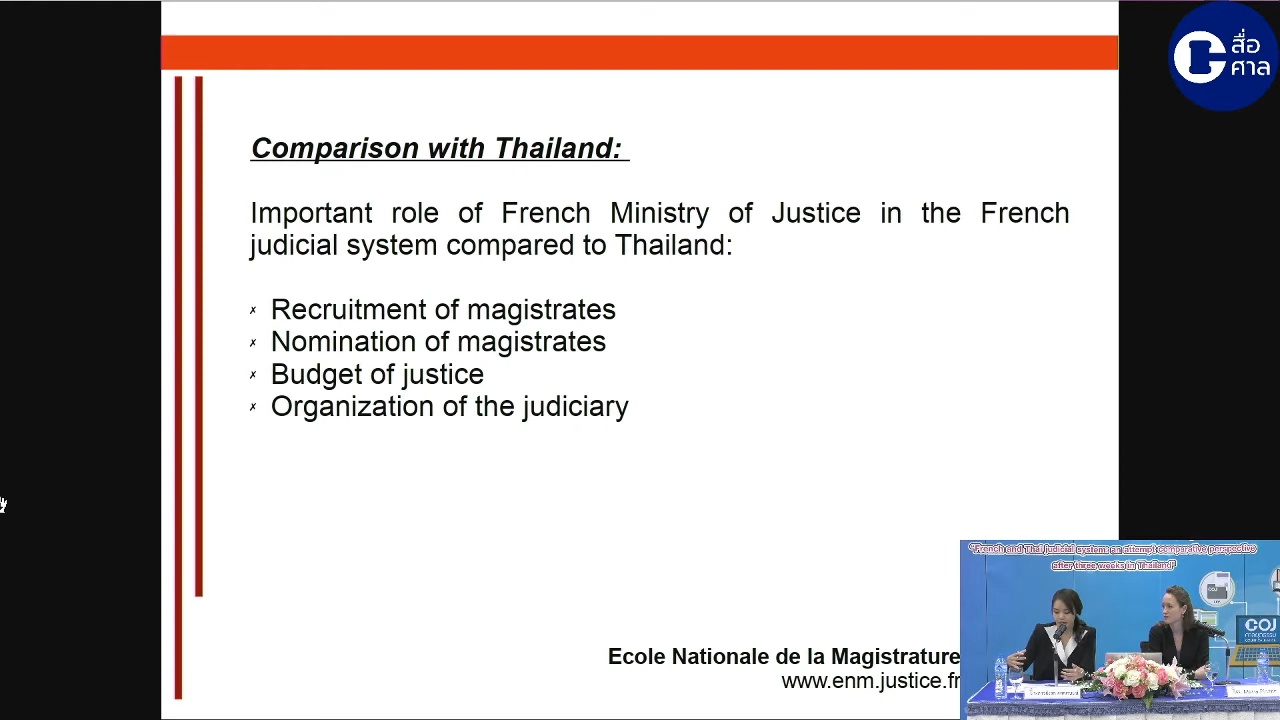 สื่อ
ศาล
Comparison with Thailand:
Important role of French Ministry of Justice in the French
judicial system compared to Thailand:
✗ Recruitment of magistrates
✗ Nomination of magistrates
✗ Budget of justice
✗ Organization of the judiciary
Ecole Nationale de la Magistrature
www.enm.justice.fr
"French and Thai judicial system: an attempt comparative perspective
after three weeks in Thailand"
COJ
COJ